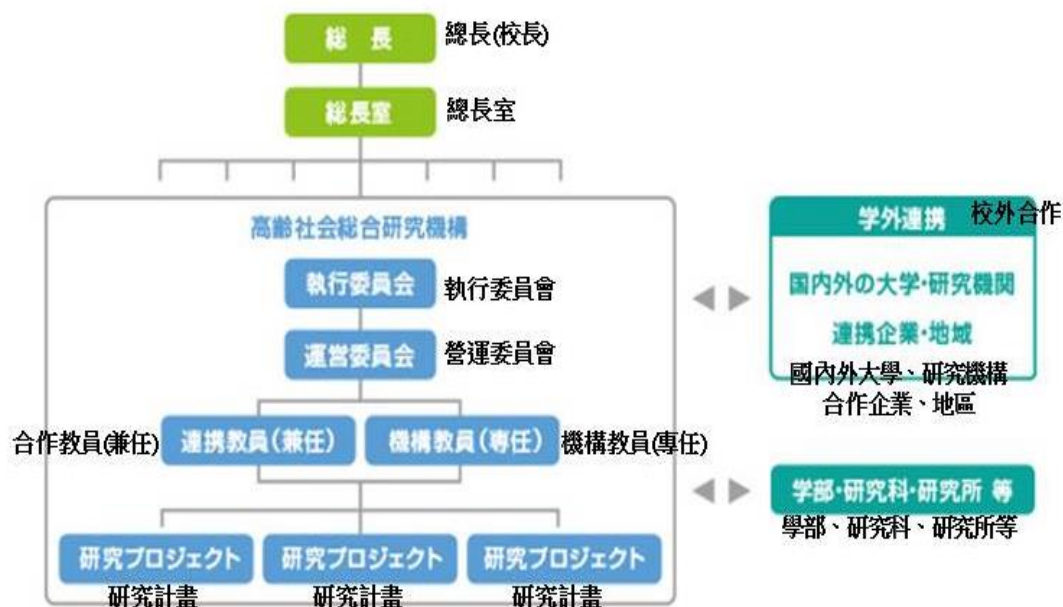 総 長
總長(校長)
総長室
總長室
高齢社会総合研究機構
執行委員会
執行委員會
運営委員会
營運委員會
合作教員(兼任)
連携教員(兼任)
機構教員(専任)
機構教員(專任)
研究プロジェクト
研究プロジェクト
研究プロジェクト
研究計畫
研究計畫
研究計畫
学外連携
校外合作
国内外の大学・研究機関
連携企業・地域
國內外大學、研究機構
合作企業、地區
学部・研究科・研究所 等
學部、研究科、研究所等